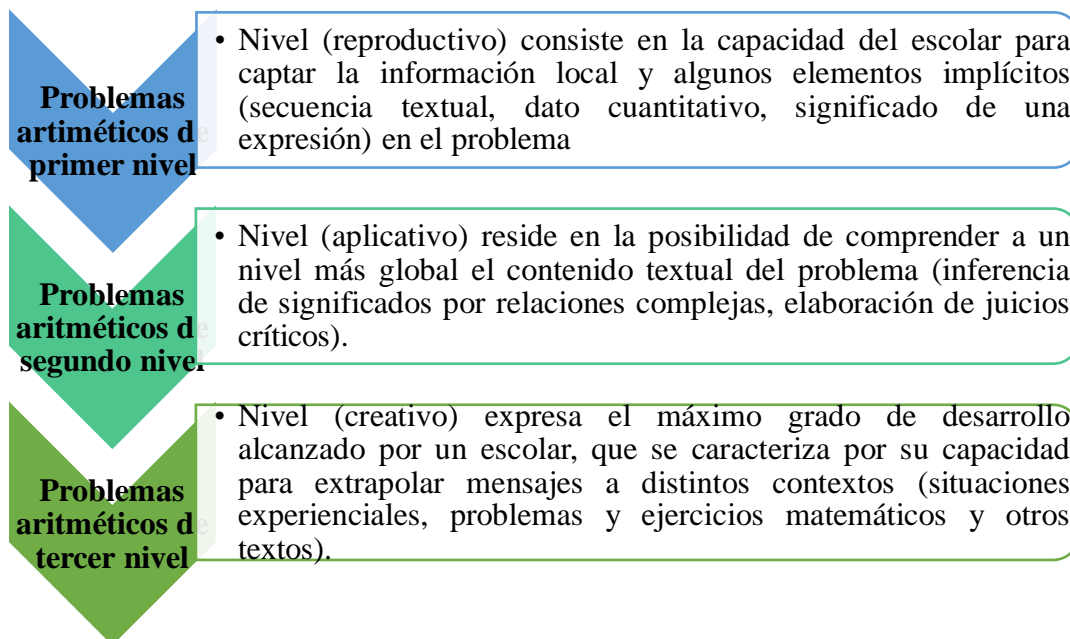 Problemas
artiméticos de
primer nivel
• Nivel (reproductivo) consiste en la capacidad del escolar para
captar la información local y algunos elementos implícitos
(secuencia textual, dato cuantitativo, significado de una
expresión) en el problema
Problemas
aritméticos de
segundo nivel
• Nivel (aplicativo) reside en la posibilidad de comprender a un
nivel más global el contenido textual del problema (inferencia
de significados por relaciones complejas, elaboración de juicios
críticos).
Problemas
aritméticos de
tercer nivel
• Nivel (creativo) expresa el máximo grado de desarrollo
alcanzado por un escolar, que se caracteriza por su capacidad
para extrapolar mensajes a distintos contextos (situaciones
experienciales, problemas y ejercicios matemáticos y otros
textos).